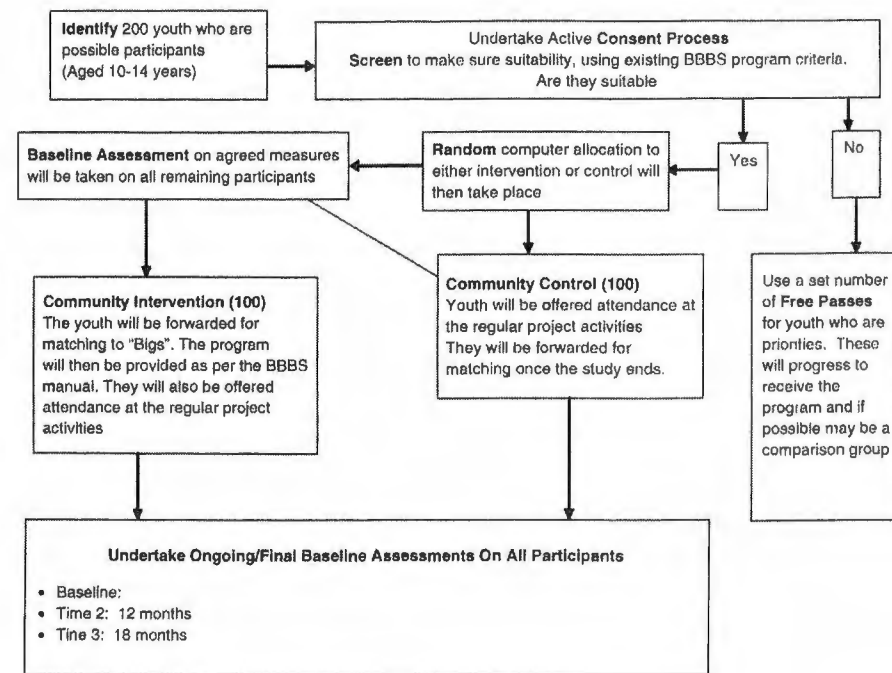 Identify 200 youth who are
possible participants
(Aged 10-14 years)
Undertake Active Consent Process
Screen to make sure suitability, using existing BBBS program criteria.
Are they suitable
Baseline Assessment on agreed measures
will be taken on all remaining participants
Random computer allocation to
either intervention or control will
then take place
Yes
No
Community Intervention (100)
The youth will be forwarded for
matching to "Bigs". The program
will then be provided as per the BBBS
manual. They will also be offered
attendance at the regular project
activities
Community Control (100)
Youth will be offered attendance at
the regular project activities
They will be forwarded for
matching once the study ends.
Use a set number
of Free Passes
for youth who are
priorities. These
will progress to
receive the
program and if
possible may be a
comparison group
Undertake Ongoing/Final Baseline Assessments On All Participants
• Baseline:
• Time 2: 12 months
• Tine 3: 18 months